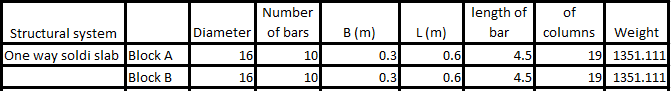 Structural system Diameter Number of bars B (m) L (m) length of bar of columns Weight
One way soldi slab Block A 16 10 0.3 0.6 4.5 19 1351.111
Block B 16 10 0.3 0.6 4.5 19 1351.111